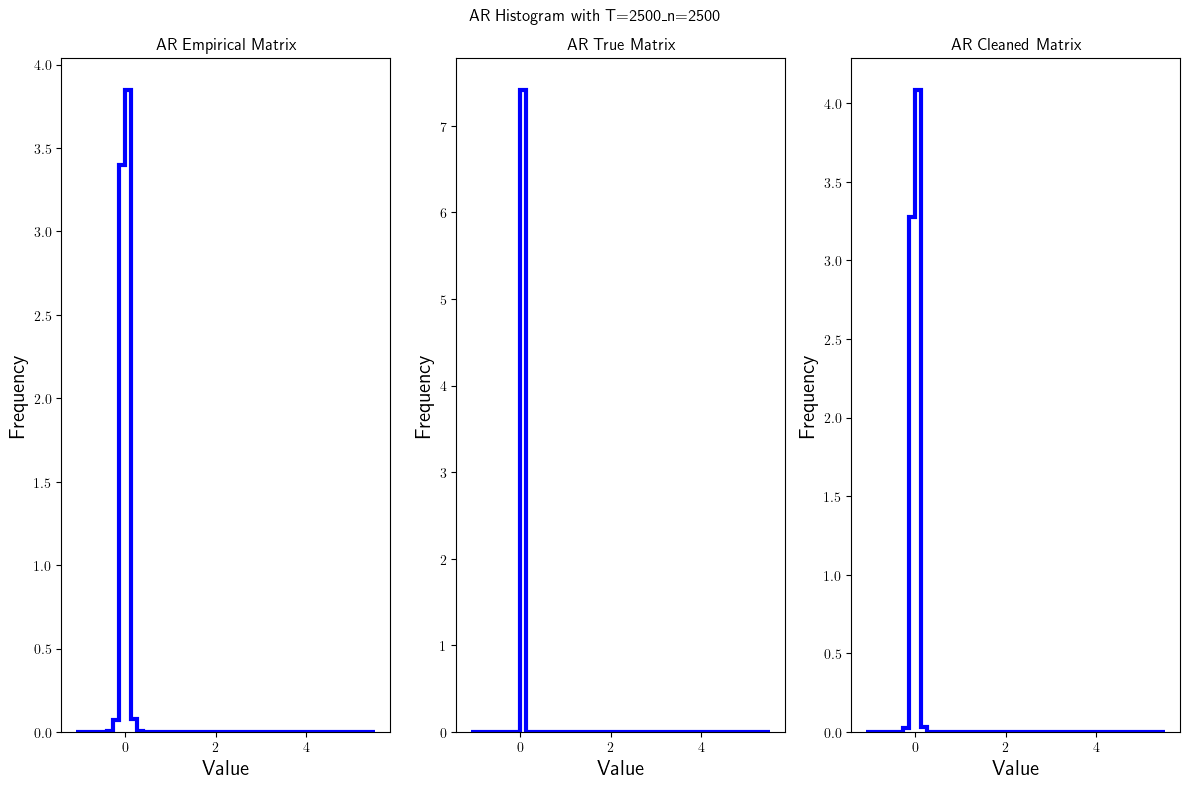 AR Histogram with T=2500_n=2500
AR Empirical Matrix
4.0
3.5
3.0
2.5
2.0
1.5
1.0
0.5
0.0
Frequency
0 2 4
Value
AR True Matrix
7
6
5
4
3
2
1
0
Frequency
0 2 4
Value
AR Cleaned Matrix
4.0
3.5
3.0
2.5
2.0
1.5
1.0
0.5
0.0
Frequency
0 2 4
Value